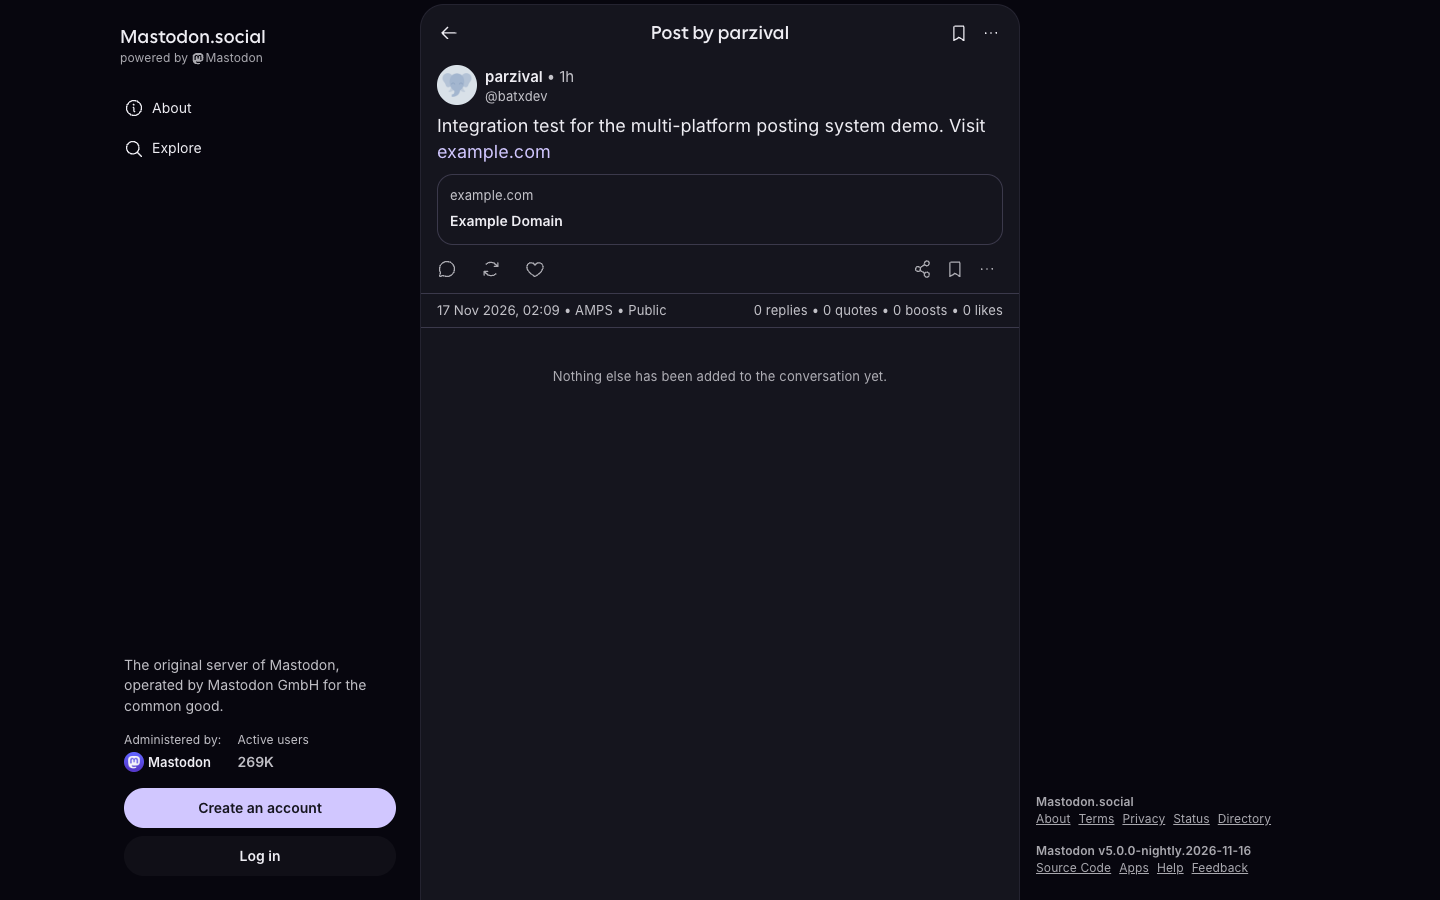 Mastodon.social
powered by Mastodon
About
Explore
The original server of Mastodon,
operated by Mastodon GmbH for the
common good.
Administered by:
Mastodon
Active users
269K
Create an account
Log in
Post by parzival
parzival • 1h
@batxdev
Integration test for the multi-platform posting system demo. Visit
example.com
example.com
Example Domain
17 Nov 2026, 02:09 • AMPS • Public
0 replies • 0 quotes • 0 boosts • 0 likes
Nothing else has been added to the conversation yet.
Mastodon.social
About Terms Privacy Status Directory
Mastodon v5.0.0-nightly.2026-11-16
Source Code Apps Help Feedback